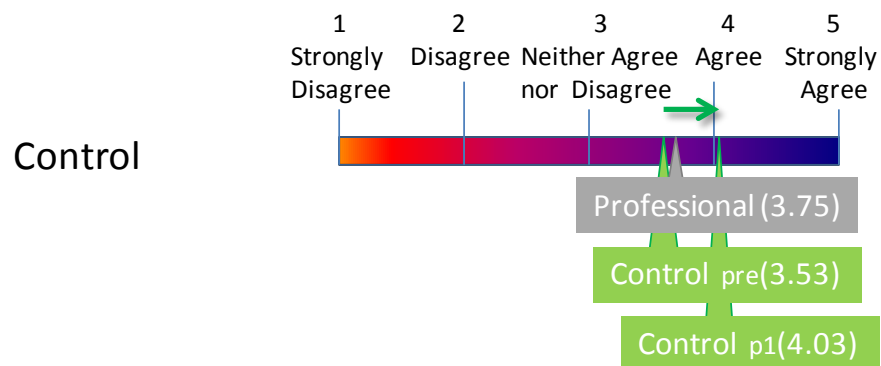 1 2 3 4 5
Strongly Disagree Neither Agree Agree Strongly
Disagree nor Disagree Agree
Control
Professional (3.75)
Control pre(3.53)
Control p1(4.03)